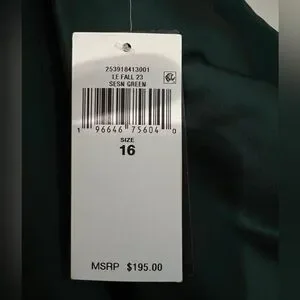 253918413001
LE FALL 23
SESN GREEN
1 96646 75604 0
SIZE
16
MSRP $195.00